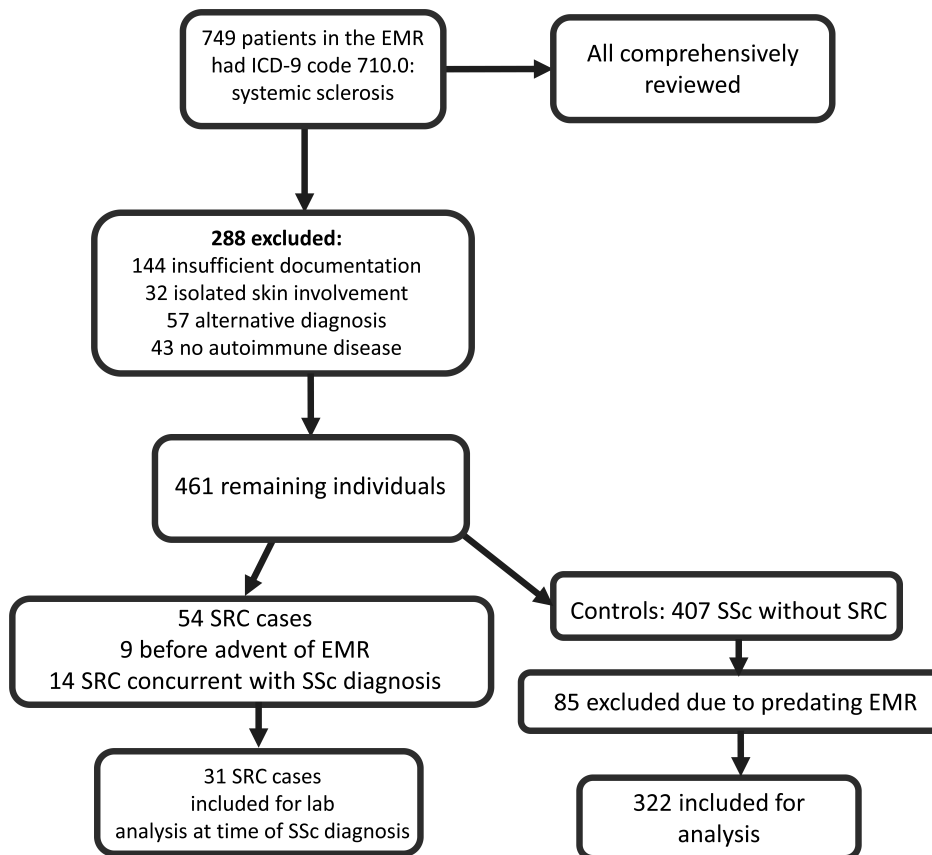 749 patients in the EMR
had ICD-9 code 710.0:
systemic sclerosis
All comprehensively
reviewed
288 excluded:
144 insufficient documentation
32 isolated skin involvement
57 alternative diagnosis
43 no autoimmune disease
461 remaining individuals
54 SRC cases
9 before advent of EMR
14 SRC concurrent with SSc diagnosis
Controls: 407 SSc without SRC
85 excluded due to predating EMR
31 SRC cases
included for lab
analysis at time of SSc diagnosis
322 included for
analysis